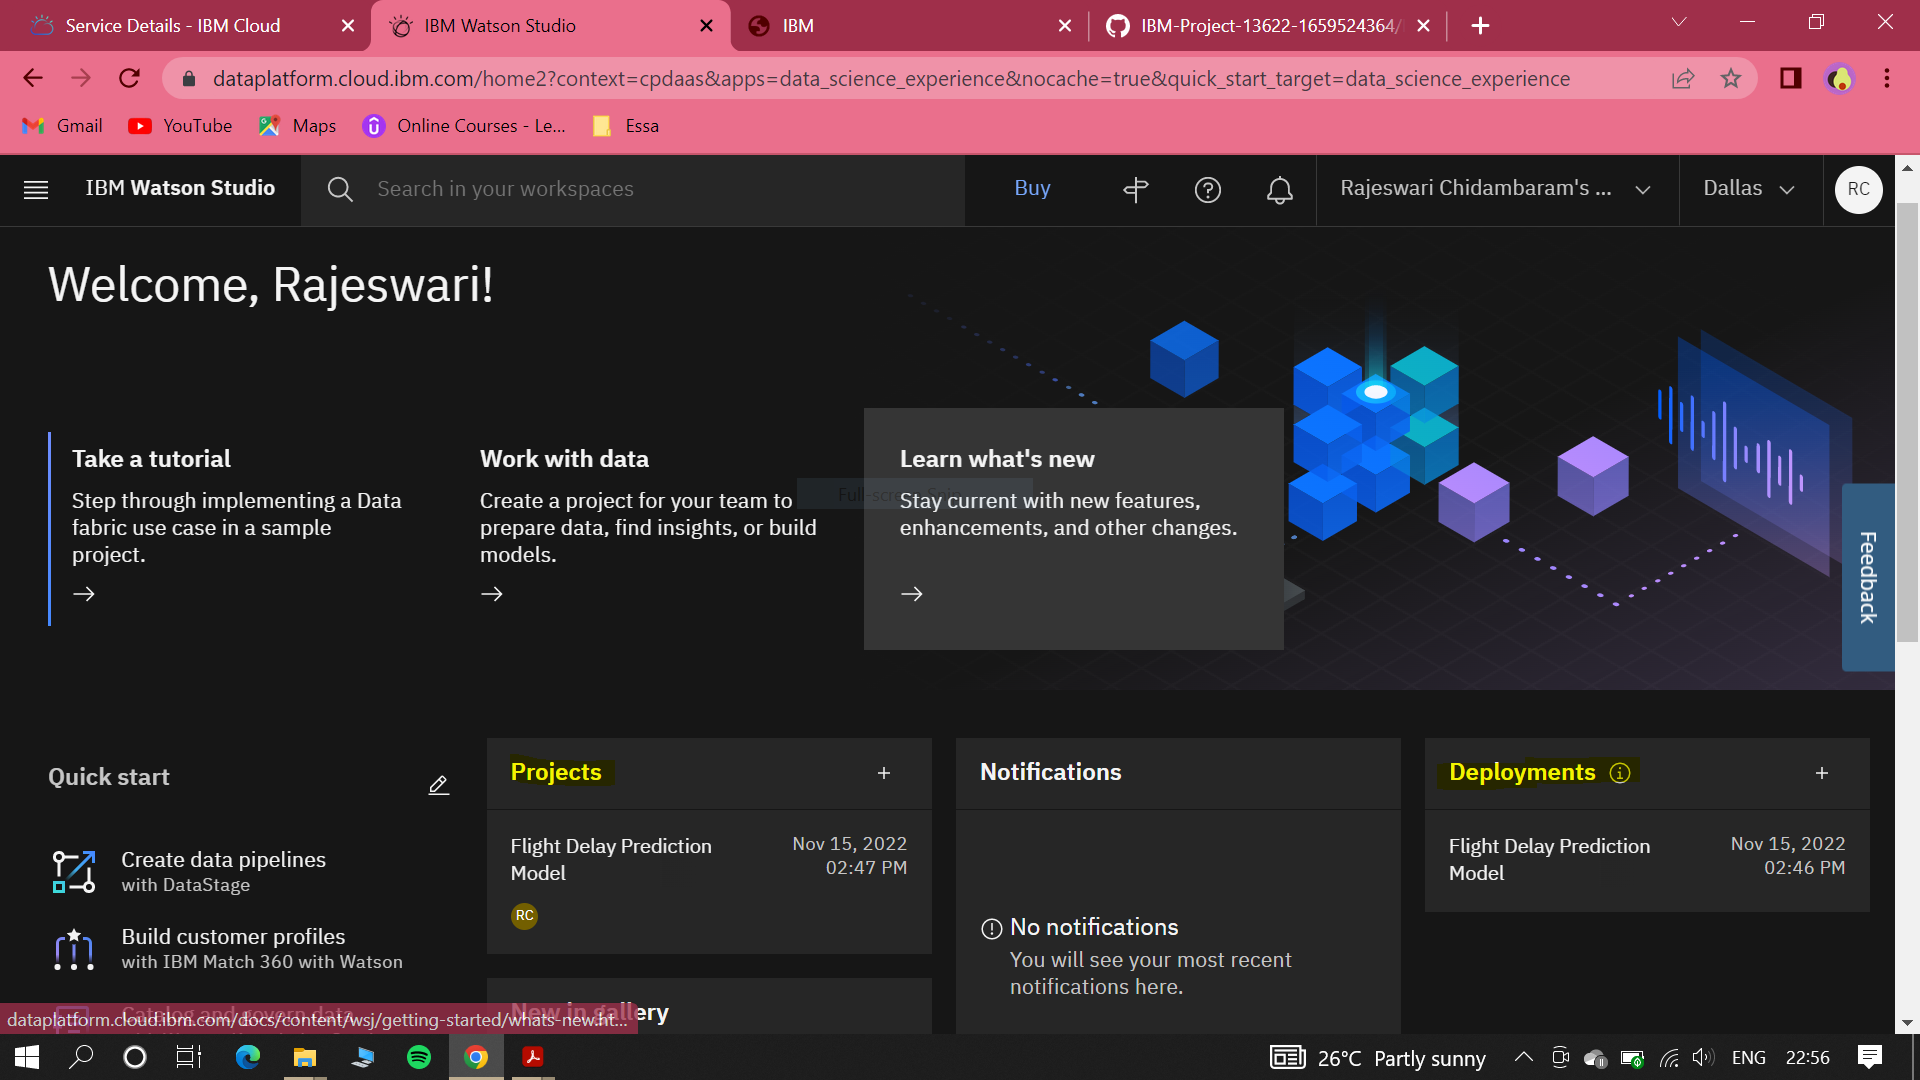 Service Details - IBM Cloud
IBM Watson Studio
IBM
IBM-Project-13622-1659524364/
dataplatform.cloud.ibm.com/home2?context=cpdaas&apps=data_science_experience&nocache=true&quick_start_target=data_science_experience
Gmail
YouTube
Maps
Online Courses - Le...
Essa
IBM Watson Studio
Search in your workspaces
Buy
Rajeswari Chidambaram's ...
Dallas
RC
Welcome, Rajeswari!
Take a tutorial
Step through implementing a Data
fabric use case in a sample
project.
Work with data
Create a project for your team to
prepare data, find insights, or build
models.
Learn what's new
Stay current with new features,
enhancements, and other changes.
Full-screen Snip
Feedback
Quick start
Create data pipelines
with DataStage
Build customer profiles
with IBM Match 360 with Watson
Catalog and govern data
Projects
Flight Delay Prediction
Model
Nov 15, 2022
02:47 PM
RC
New in gallery
Notifications
No notifications
You will see your most recent
notifications here.
Deployments
Flight Delay Prediction
Model
Nov 15, 2022
02:46 PM
dataplatform.cloud.ibm.com/docs/content/wsj/getting-started/whats-new.ht...
26°C Partly sunny
ENG
22:56